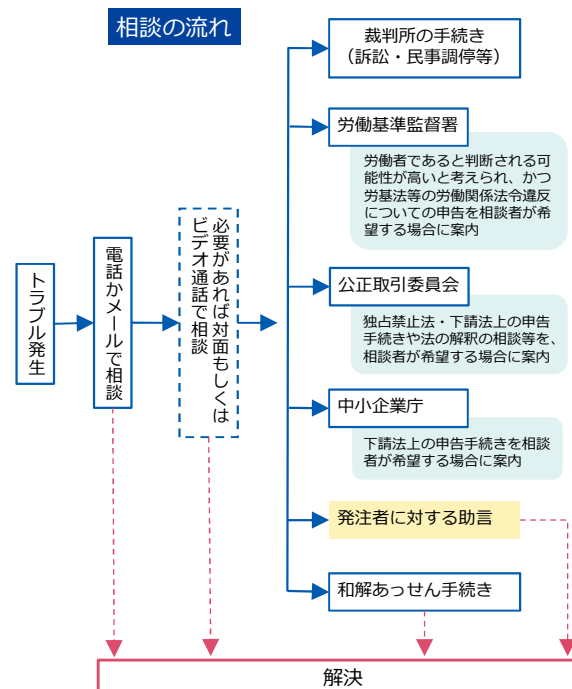 相談の流れ
トラブル発生
電話かメールで相談
必要があれば対面もしくは
ビデオ通話で相談
裁判所の手続き
（訴訟・民事調停等）
労働基準監督署
労働者であると判断される可
能性が高いと考えられ、かつ
労基法等の労働関係法令違反
についての申告を相談者が希
望する場合に案内
公正取引委員会
独占禁止法・下請法上の申告
手続きや法の解釈の相談等を、
相談者が希望する場合に案内
中小企業庁
下請法上の申告手続きを相談
者が希望する場合に案内
発注者に対する助言
和解あっせん手続き
解決